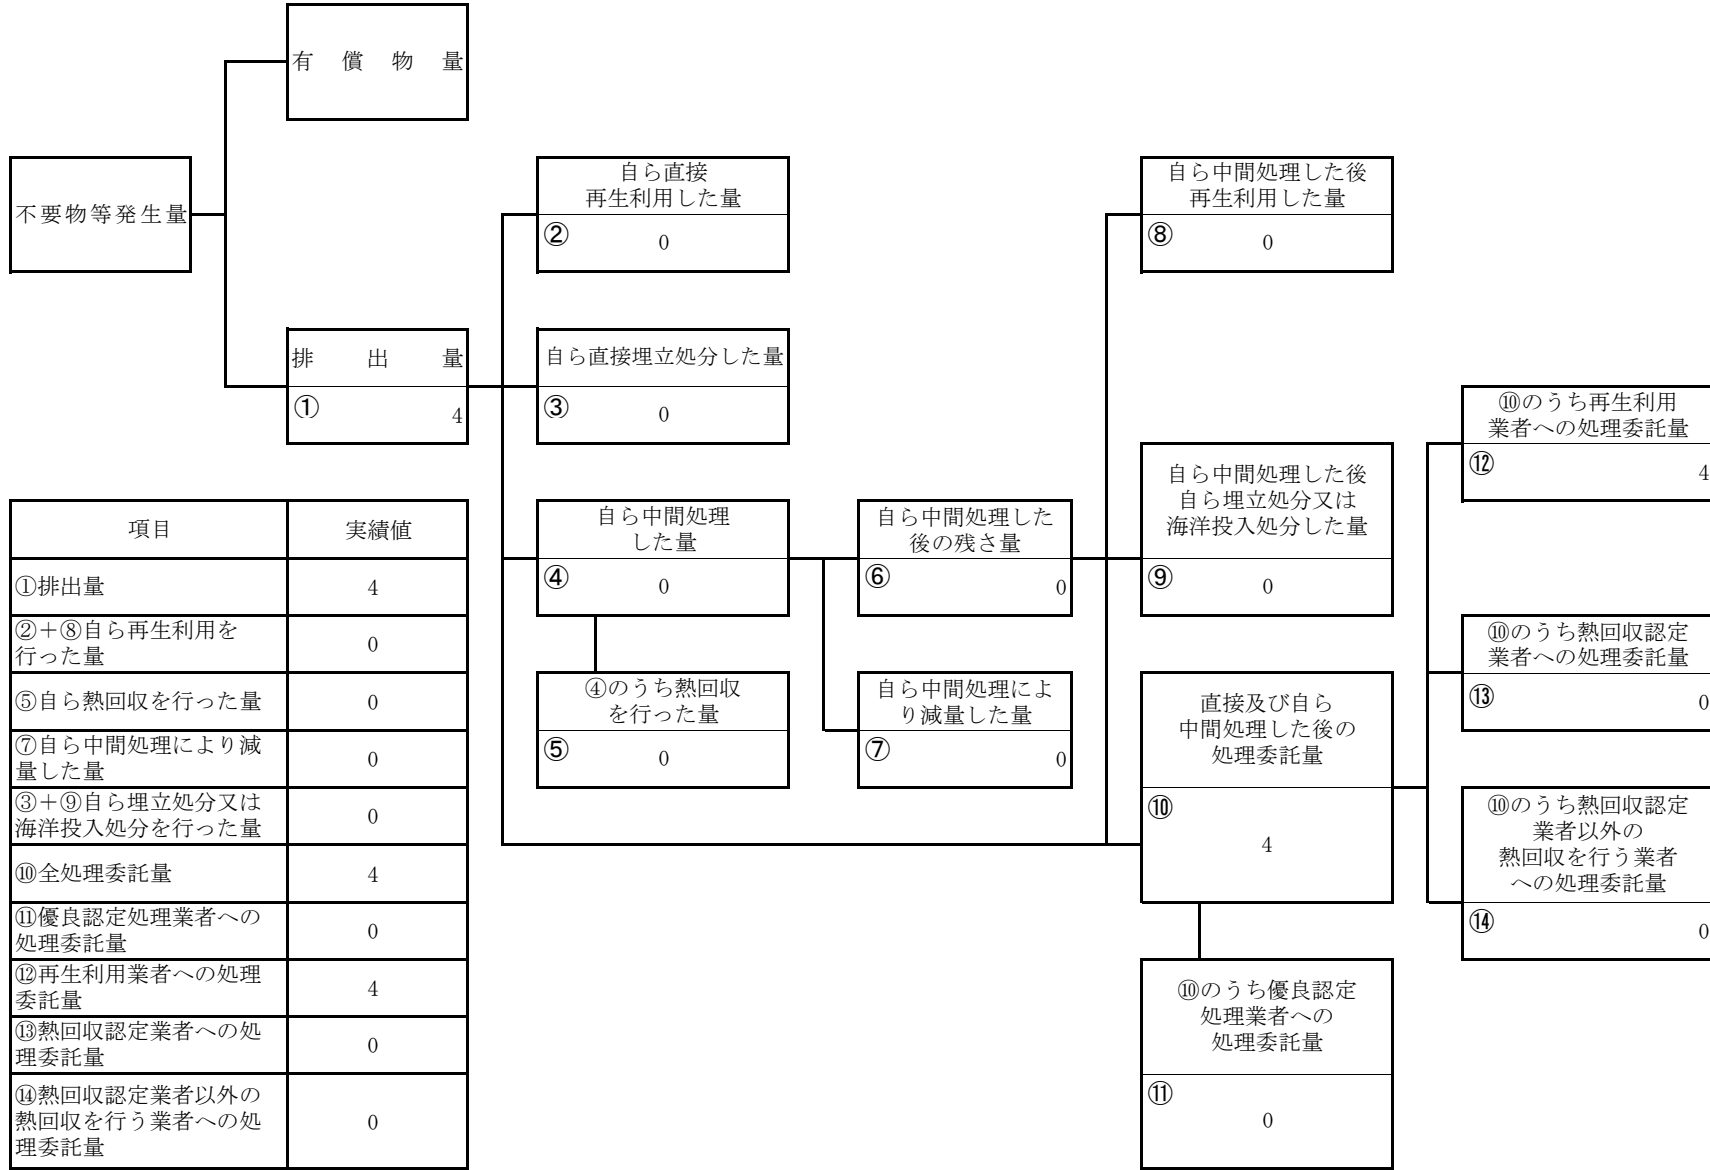 有償物量
不要物等発生量
自ら直接
再生利用した量
② 0
自ら中間処理した後
再生利用した量
⑧ 0
排出量
① 4
自ら直接埋立処分した量
③ 0
⑩のうち再生利用
業者への処理委託量
⑫ 4
自ら中間処理
した量
④ 0
自ら中間処理した
後の残さ量
⑥ 0
自ら中間処理した後
自ら埋立処分又は
海洋投入処分した量
⑨ 0
⑩のうち熱回収認定
業者への処理委託量
⑬ 0
④のうち熱回収
を行った量
⑤ 0
自ら中間処理によ
り減量した量
⑦ 0
直接及び自ら
中間処理した後の
処理委託量
⑩
4
⑩のうち熱回収認定
業者以外の
熱回収を行う業者
への処理委託量
⑭ 0
⑩のうち優良認定
処理業者への
処理委託量
⑪
0
項目 実績値
①排出量 4
②＋⑧自ら再生利用を
行った量 0
⑤自ら熱回収を行った量 0
⑦自ら中間処理により減
量した量 0
③＋⑨自ら埋立処分又は
海洋投入処分を行った量 0
⑩全処理委託量 4
⑪優良認定処理業者への
処理委託量 0
⑫再生利用業者への処理
委託量 4
⑬熱回収認定業者への処
理委託量 0
⑭熱回収認定業者以外の
熱回収を行う業者への処 0
理委託量